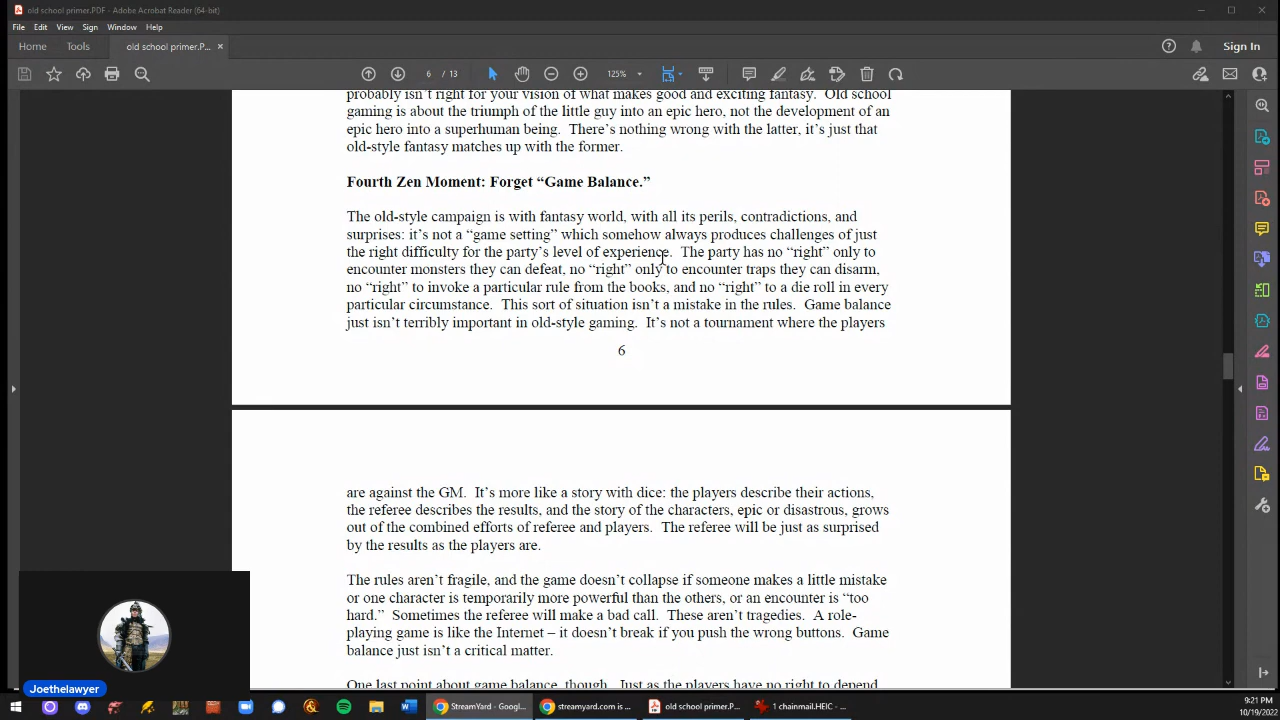 old school primer.PDF - Adobe Acrobat Reader (64-bit)
File Edit View Sign Window Help
Home Tools old school primer.P... × Sign In
6 / 13 125%
probably isn't right for your vision of what makes good and exciting fantasy. Old school
gaming is about the triumph of the little guy into an epic hero, not the development of an
epic hero into a superhuman being. There's nothing wrong with the latter, it's just that
old-style fantasy matches up with the former.
Fourth Zen Moment: Forget “Game Balance.”
The old-style campaign is with fantasy world, with all its perils, contradictions, and
surprises: it's not a “game setting” which somehow always produces challenges of just
the right difficulty for the party's level of experience. The party has no “right” only to
encounter monsters they can defeat, no “right” only to encounter traps they can disarm,
no “right” to invoke a particular rule from the books, and no “right” to a die roll in every
particular circumstance. This sort of situation isn't a mistake in the rules. Game balance
just isn't terribly important in old-style gaming. It's not a tournament where the players
6
are against the GM. It's more like a story with dice: the players describe their actions,
the referee describes the results, and the story of the characters, epic or disastrous, grows
out of the combined efforts of referee and players. The referee will be just as surprised
by the results as the players are.
The rules aren't fragile, and the game doesn't collapse if someone makes a little mistake
or one character is temporarily more powerful than the others, or an encounter is “too
hard.” Sometimes the referee will make a bad call. These aren't tragedies. A role-
playing game is like the Internet – it doesn't break if you push the wrong buttons. Game
balance just isn't a critical matter.
One last point about game balance, though. Just as the players have no right to depend
Joethelawyer
StreamYard - Googl... streamyard.com is ... old school primer.P... 1 chainmail.HEIC - ... 9:21 PM
10/19/2022